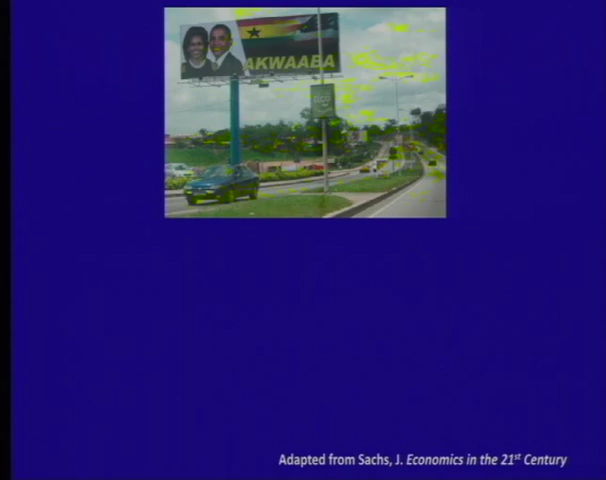 AKWAABA
Adapted from Sachs, J. Economics in the 21st Century